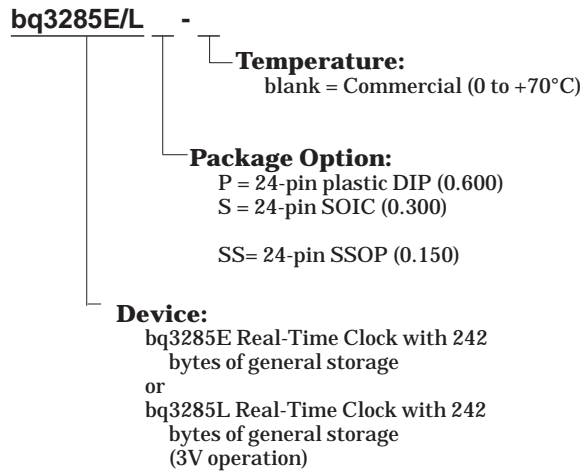 bq3285E/L -
Temperature:
blank = Commercial (0 to +70°C)
Package Option:
P = 24-pin plastic DIP (0.600)
S = 24-pin SOIC (0.300)
SS= 24-pin SSOP (0.150)
Device:
bq3285E Real-Time Clock with 242
bytes of general storage
or
bq3285L Real-Time Clock with 242
bytes of general storage
(3V operation)